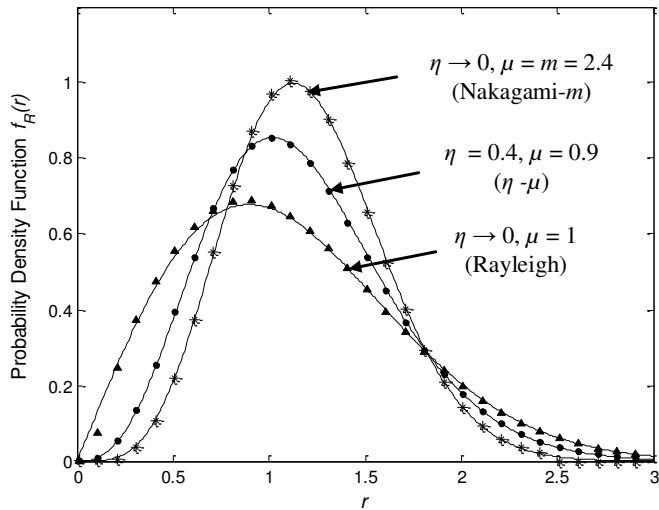 Probability Density Function f_R(r)
1
0.8
0.6
0.4
0.2
0
0
0.5
1
1.5
2
2.5
3
r
η → 0, μ = m = 2.4
(Nakagami-m)
η = 0.4, μ = 0.9
(η -μ)
η → 0, μ = 1
(Rayleigh)